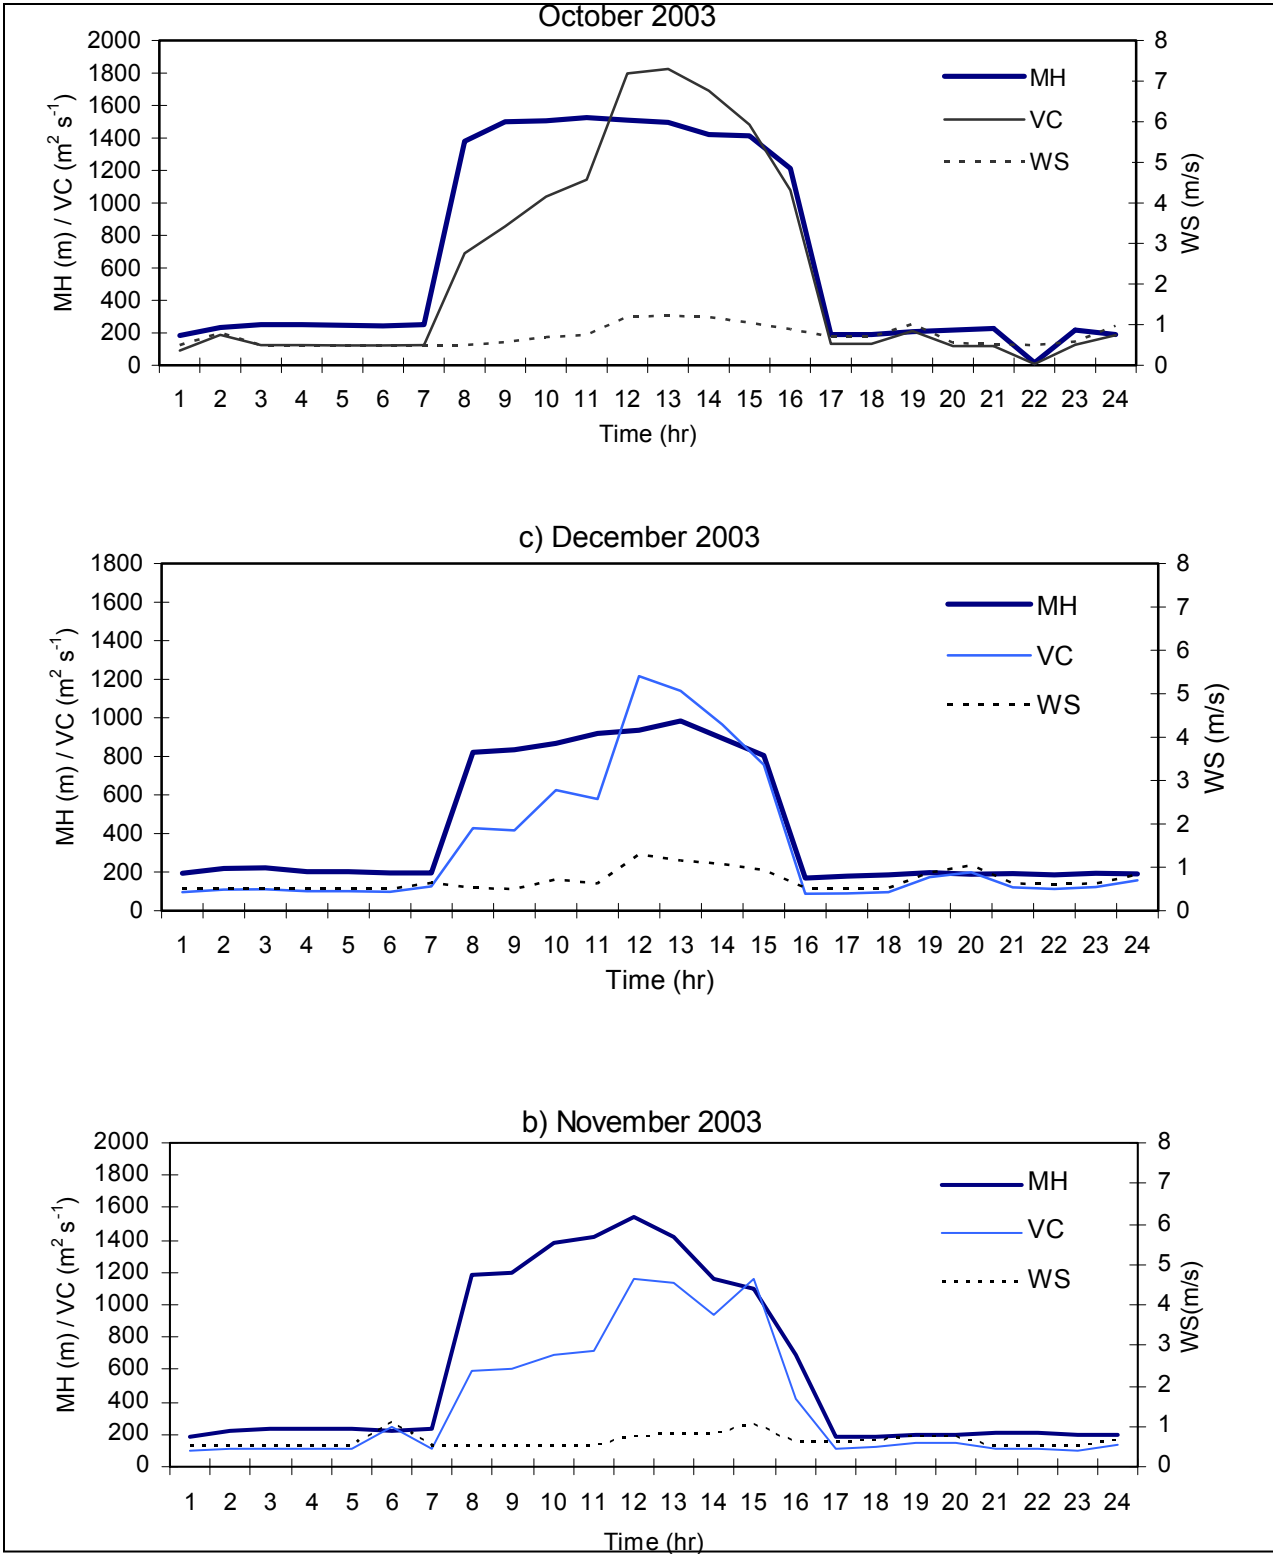 October 2003
2000
1800
1600
1400
1200
1000
800
600
400
200
0
MH (m) / VC (m² s⁻¹)
8
7
6
5
4
3
2
1
0
WS (m/s)
MH
VC
WS
1 2 3 4 5 6 7 8 9 10 11 12 13 14 15 16 17 18 19 20 21 22 23 24
Time (hr)
c) December 2003
1800
1600
1400
1200
1000
800
600
400
200
0
MH (m) / VC (m² s⁻¹)
8
7
6
5
4
3
2
1
0
WS (m/s)
MH
VC
WS
1 2 3 4 5 6 7 8 9 10 11 12 13 14 15 16 17 18 19 20 21 22 23 24
Time (hr)
b) November 2003
2000
1800
1600
1400
1200
1000
800
600
400
200
0
MH (m) / VC (m² s⁻¹)
8
7
6
5
4
3
2
1
0
WS(m/s)
MH
VC
WS
1 2 3 4 5 6 7 8 9 10 11 12 13 14 15 16 17 18 19 20 21 22 23 24
Time (hr)